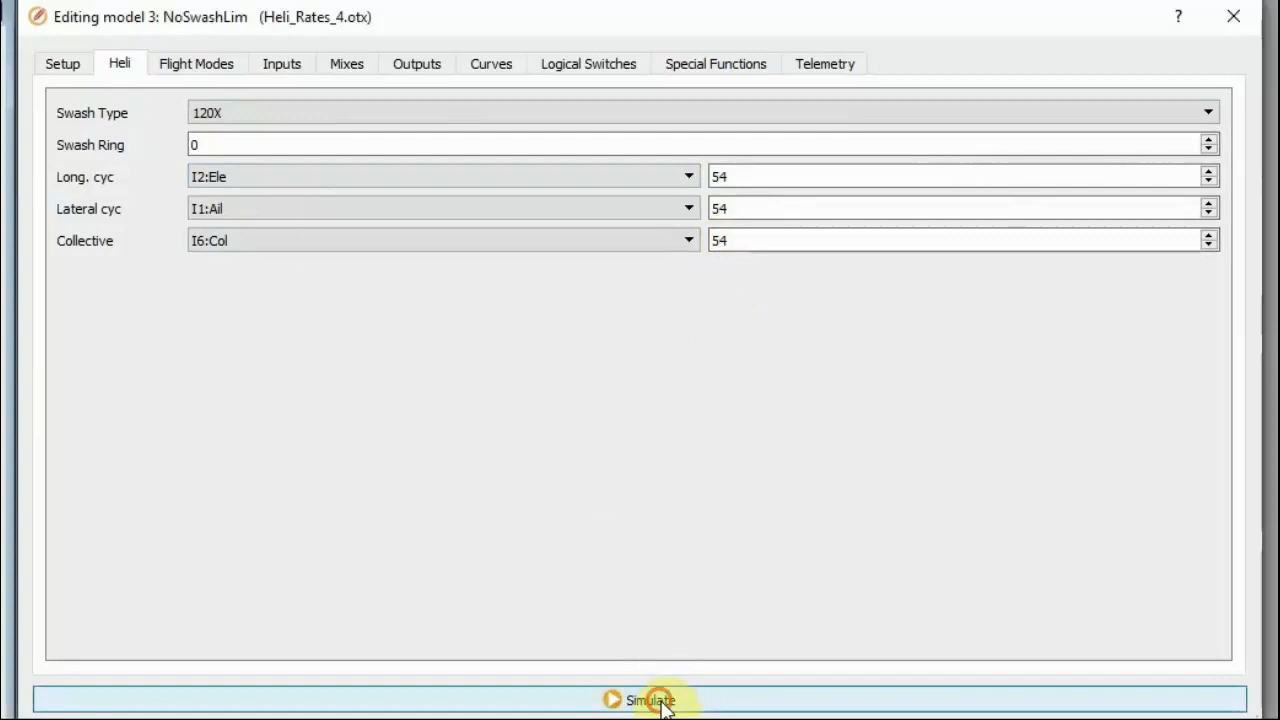 Editing model 3: NoSwashLim (Heli_Rates_4.otx) ?
Setup Heli Flight Modes Inputs Mixes Outputs Curves Logical Switches Special Functions Telemetry
Swash Type 120X
Swash Ring 0
Long. cyc I2:Ele 54
Lateral cyc I1:Ail 54
Collective I6:Col 54
Simulate